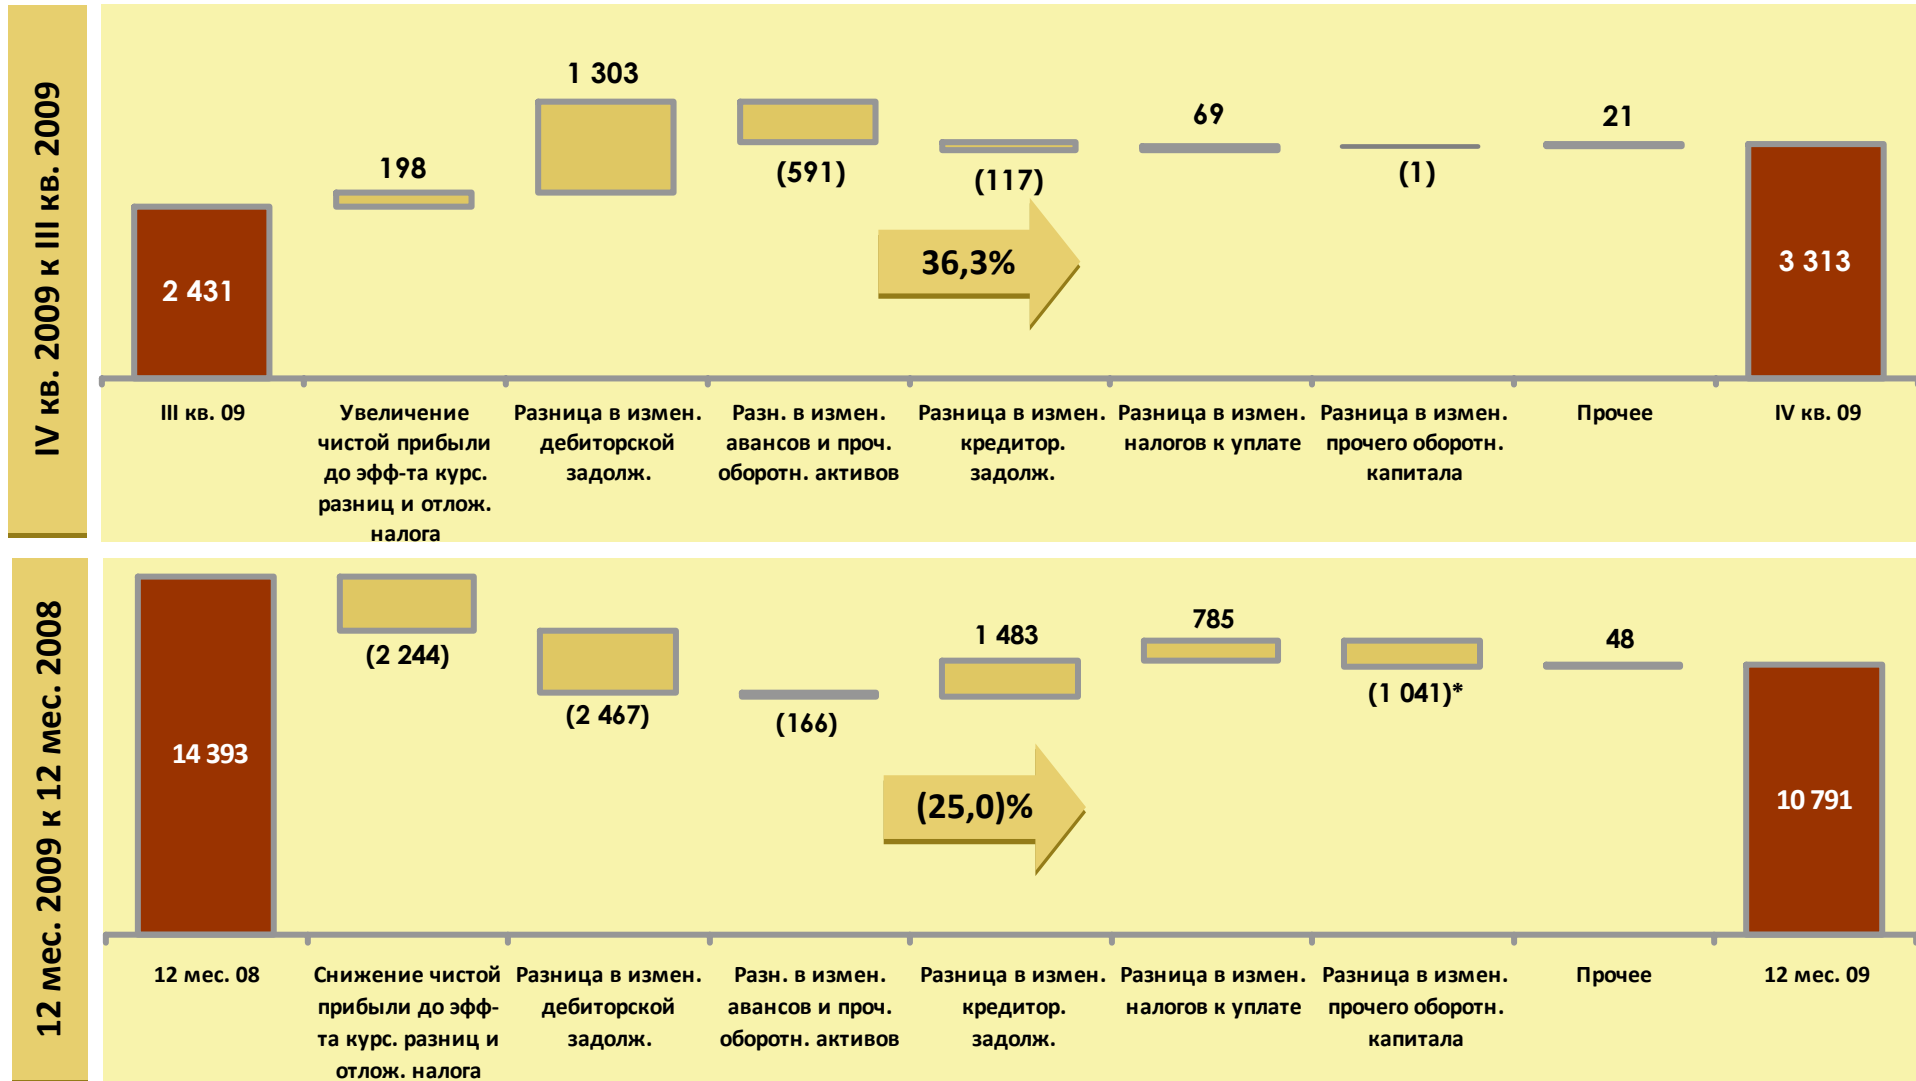 IV кв. 2009 к III кв. 2009
1 303
198
69
21
(591)
(117)
(1)
36,3%
2 431
3 313
III кв. 09
Увеличение
чистой прибыли
до эфф-та курс.
разниц и отлож.
налога
Разница в измен.
дебиторской
задолж.
Разн. в измен.
авансов и проч.
оборотн. активов
Разница в измен.
кредитор.
задолж.
Разница в измен.
налогов к уплате
Разница в измен.
прочего оборотн.
капитала
Прочее
IV кв. 09
12 мес. 2009 к 12 мес. 2008
(2 244)
(2 467)
(166)
1 483
785
(1 041)*
48
14 393
(25,0)%
10 791
12 мес. 08
Снижение чистой
прибыли до эфф-
та курс. разниц и
отлож. налога
Разница в измен.
дебиторской
задолж.
Разн. в измен.
авансов и проч.
оборотн. активов
Разница в измен.
кредитор.
задолж.
Разница в измен.
налогов к уплате
Разница в измен.
прочего оборотн.
капитала
Прочее
12 мес. 09